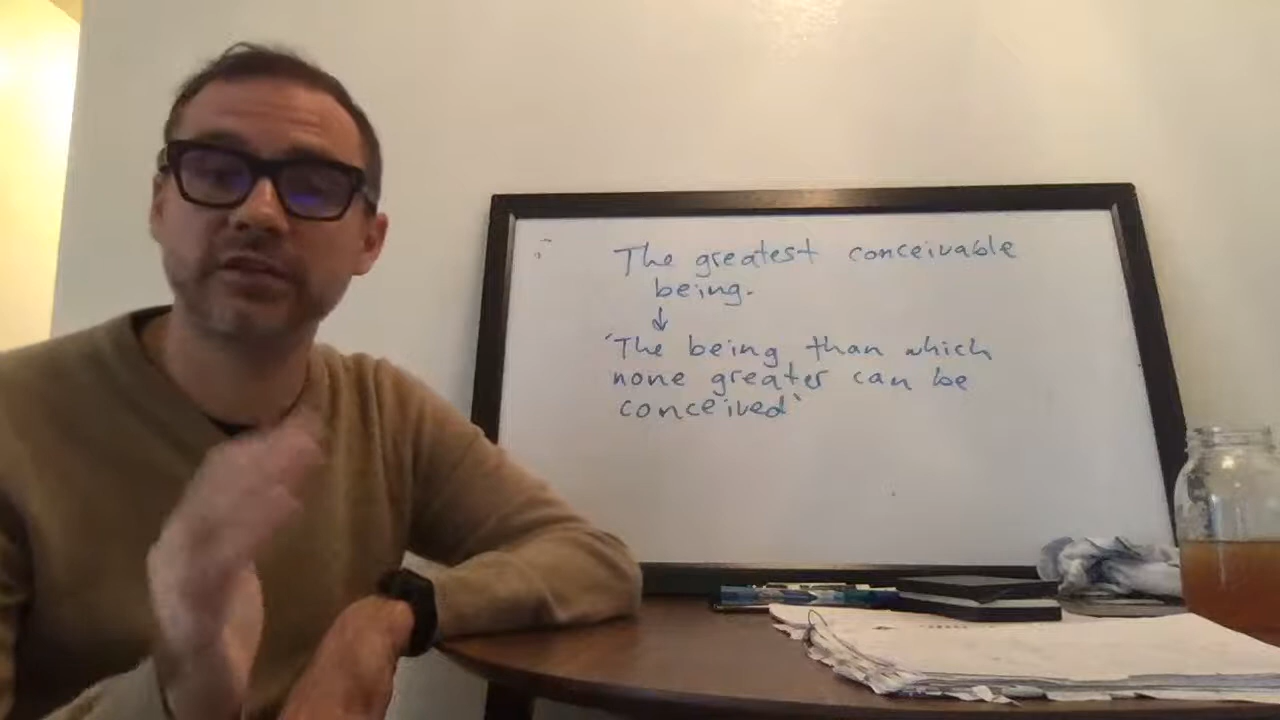 The greatest conceivable
being.
↓
'The being than which
none greater can be
conceived'